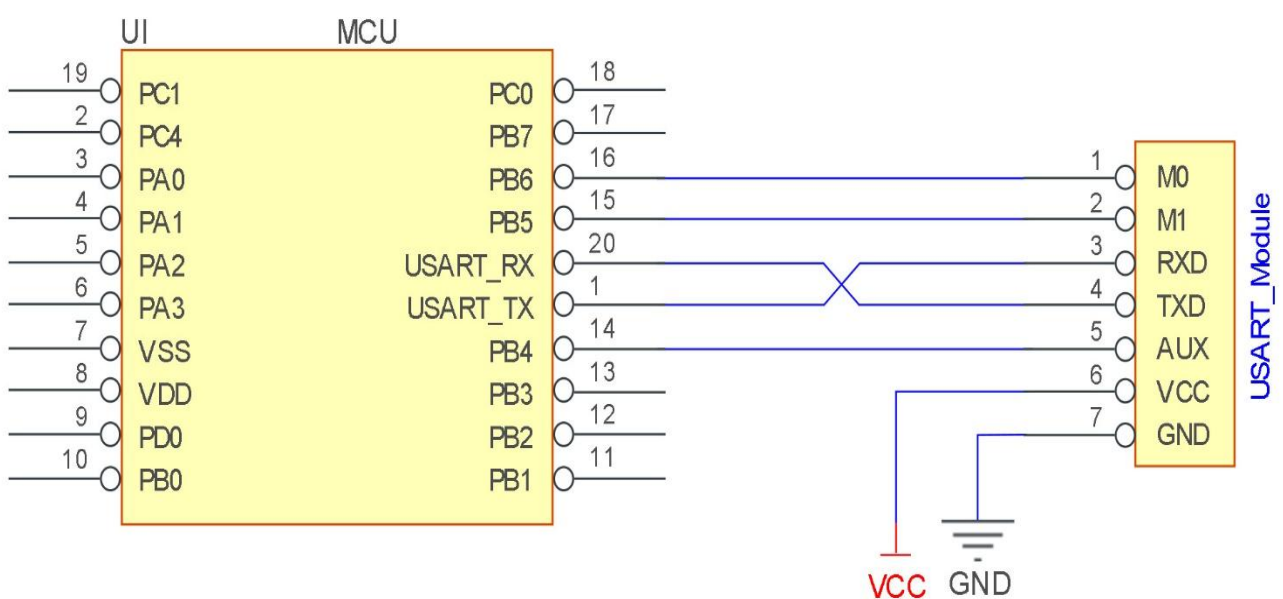 UI MCU
19 PC1 PC0 18
2 PC4 PB7 17
3 PA0 PB6 16 1 M0
4 PA1 PB5 15 2 M1
5 PA2 USART_RX 20 3 RXD
6 PA3 USART_TX 1 4 TXD
7 VSS PB4 14 5 AUX
8 VDD PB3 13 6 VCC
9 PD0 PB2 12 7 GND
10 PB0 PB1 11
USART_Module
VCC GND